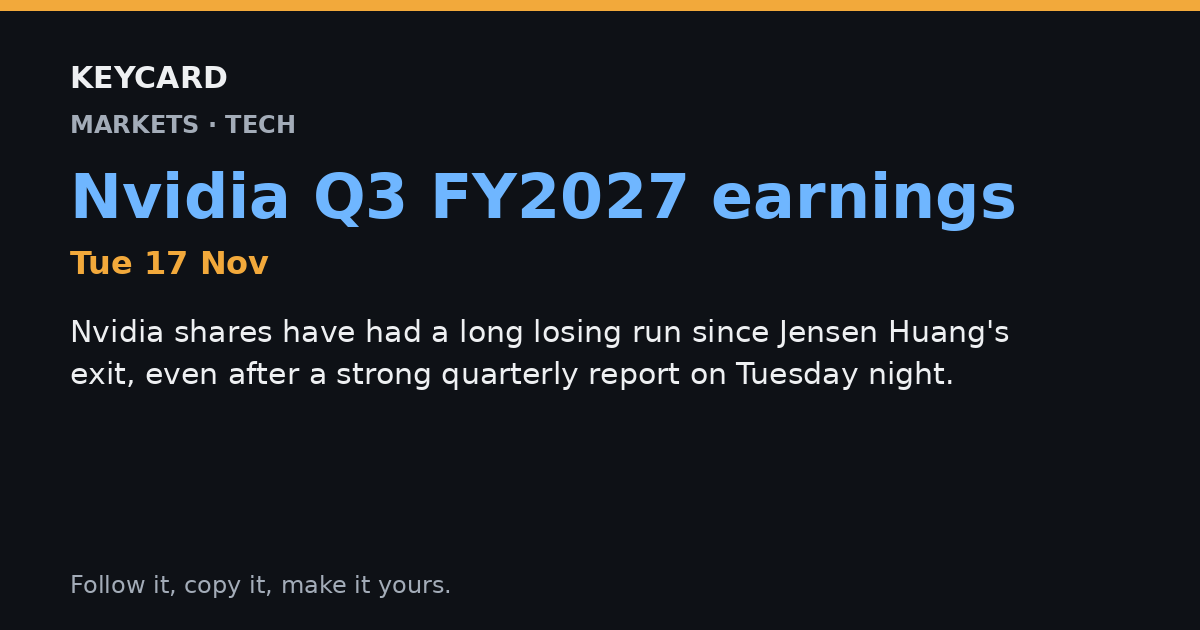 KEYCARD
MARKETS · TECH
Nvidia Q3 FY2027 earnings
Tue 17 Nov
Nvidia shares have had a long losing run since Jensen Huang's
exit, even after a strong quarterly report on Tuesday night.
Follow it, copy it, make it yours.